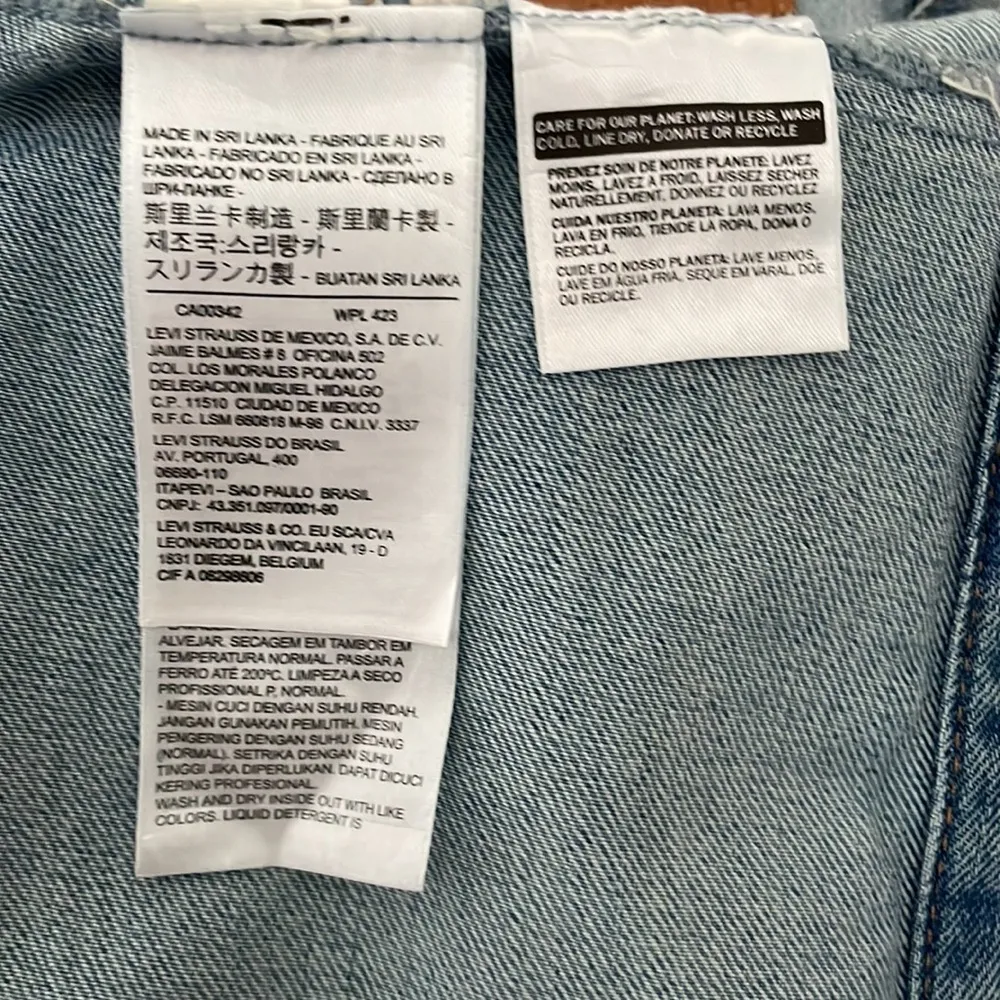 MADE IN SRI LANKA - FABRIQUE AU SRI
LANKA - FABRICADO EN SRI LANKA -
FABRICADO NO SRI LANKA - СДЕЛАНО В
ШРИ-ЛАНКЕ -
斯里兰卡制造 - 斯里蘭卡製 -
제조국:스리랑카 -
スリランカ製 - BUATAN SRI LANKA
CA00342 WPL 423
LEVI STRAUSS DE MEXICO, S.A. DE C.V.
JAIME BALMES # 8 OFICINA 502
COL. LOS MORALES POLANCO
DELEGACION MIGUEL HIDALGO
C.P. 11510 CIUDAD DE MEXICO
R.F.C. LSM 660818 M-98 C.N.I.V. 3337
LEVI STRAUSS DO BRASIL
AV. PORTUGAL, 400
06690-110
ITAPEVI – SAO PAULO BRASIL
CNPJ: 43.351.097/0001-90
LEVI STRAUSS & CO. EU SCA/CVA
LEONARDO DA VINCILAAN, 19 - D
1831 DIEGEM, BELGIUM
CIF A 08298606
ALVEJAR. SECAGEM EM TAMBOR EM
TEMPERATURA NORMAL. PASSAR A
FERRO ATÉ 200ºC. LIMPEZA A SECO
PROFISSIONAL P, NORMAL.
- MESIN CUCI DENGAN SUHU RENDAH.
JANGAN GUNAKAN PEMUTIH. MESIN
PENGERING DENGAN SUHU SEDANG
(NORMAL). SETRIKA DENGAN SUHU
TINGGI JIKA DIPERLUKAN. DAPAT DICUCI
KERING PROFESIONAL.
WASH AND DRY INSIDE OUT WITH LIKE
COLORS. LIQUID DETERGENT IS
CARE FOR OUR PLANET: WASH LESS, WASH
COLD, LINE DRY, DONATE OR RECYCLE
PRENEZ SOIN DE NOTRE PLANETE: LAVEZ
MOINS, LAVEZ A FROID, LAISSEZ SECHER
NATURELLEMENT, DONNEZ OU RECYCLEZ
CUIDA NUESTRO PLANETA: LAVA MENOS,
LAVA EN FRIO, TIENDE LA ROPA, DONA O
RECICLA.
CUIDE DO NOSSO PLANETA: LAVE MENOS,
LAVE EM ÁGUA FRIA, SEQUE EM VARAL, DOE
OU RECICLE.